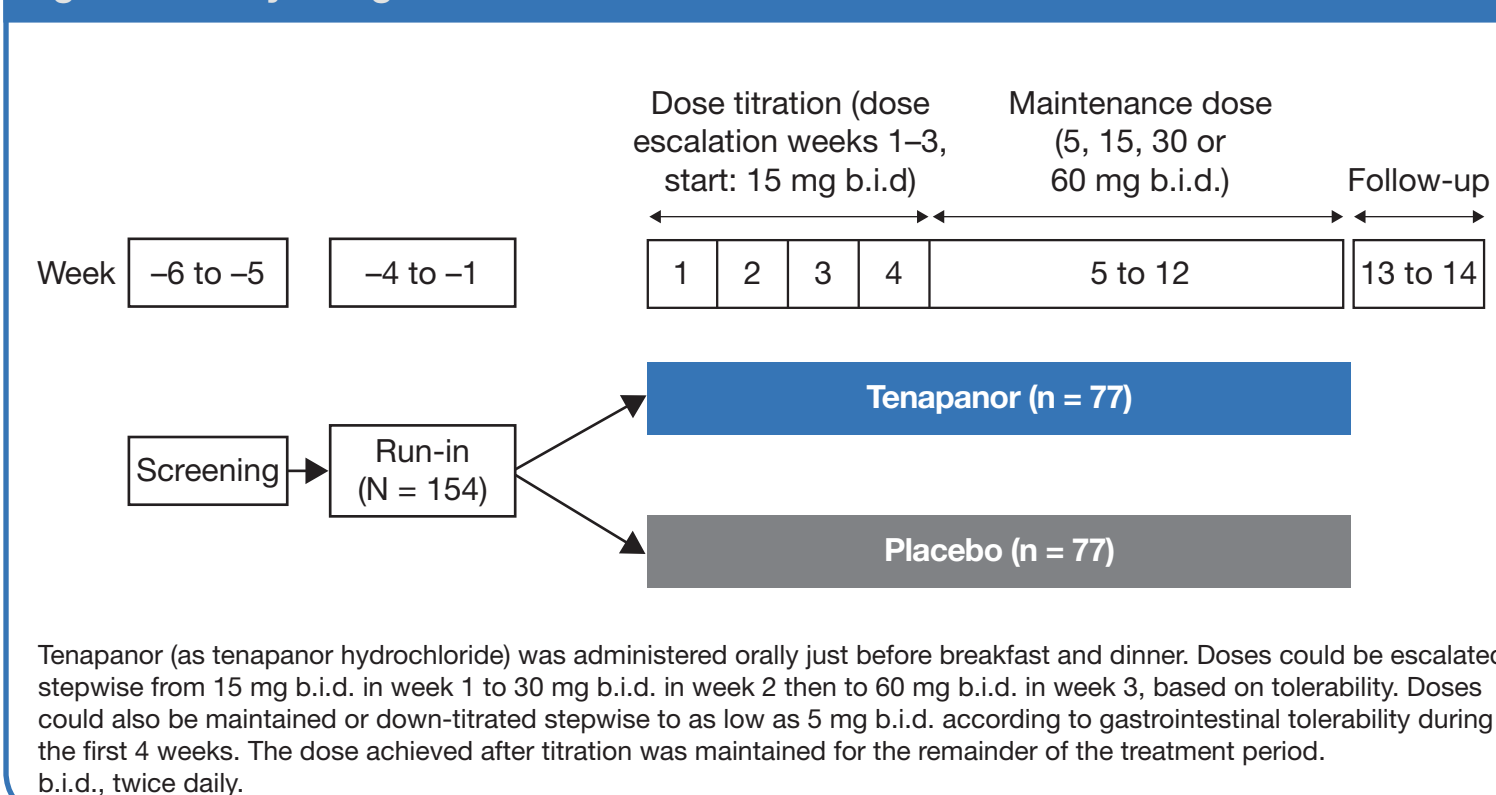 Dose titration (dose
escalation weeks 1–3,
start: 15 mg b.i.d)
Maintenance dose
(5, 15, 30 or
60 mg b.i.d.)
Follow-up
Week
–6 to –5
–4 to –1
1
2
3
4
5 to 12
13 to 14
Tenapanor (n = 77)
Screening
Run-in
(N = 154)
Placebo (n = 77)
Tenapanor (as tenapanor hydrochloride) was administered orally just before breakfast and dinner. Doses could be escalated
stepwise from 15 mg b.i.d. in week 1 to 30 mg b.i.d. in week 2 then to 60 mg b.i.d. in week 3, based on tolerability. Doses
could also be maintained or down-titrated stepwise to as low as 5 mg b.i.d. according to gastrointestinal tolerability during
the first 4 weeks. The dose achieved after titration was maintained for the remainder of the treatment period.
b.i.d., twice daily.